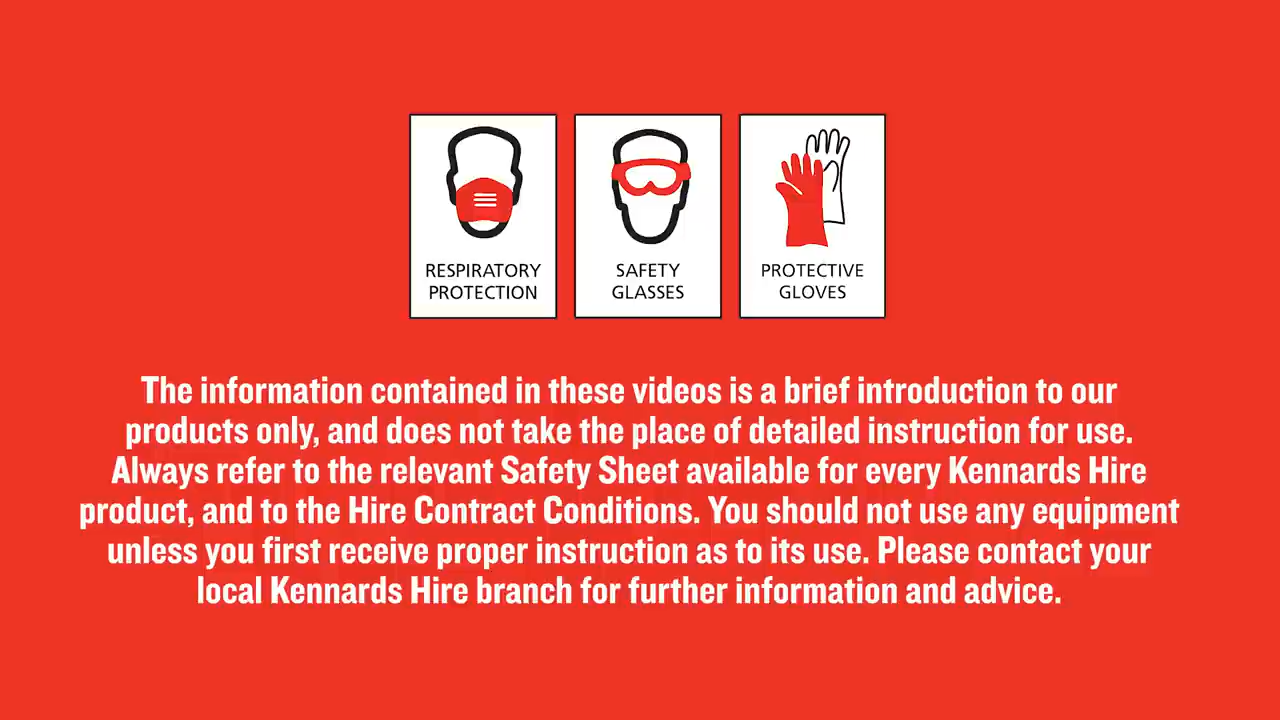 RESPIRATORY
PROTECTION
SAFETY
GLASSES
PROTECTIVE
GLOVES
The information contained in these videos is a brief introduction to our
products only, and does not take the place of detailed instruction for use.
Always refer to the relevant Safety Sheet available for every Kennards Hire
product, and to the Hire Contract Conditions. You should not use any equipment
unless you first receive proper instruction as to its use. Please contact your
local Kennards Hire branch for further information and advice.